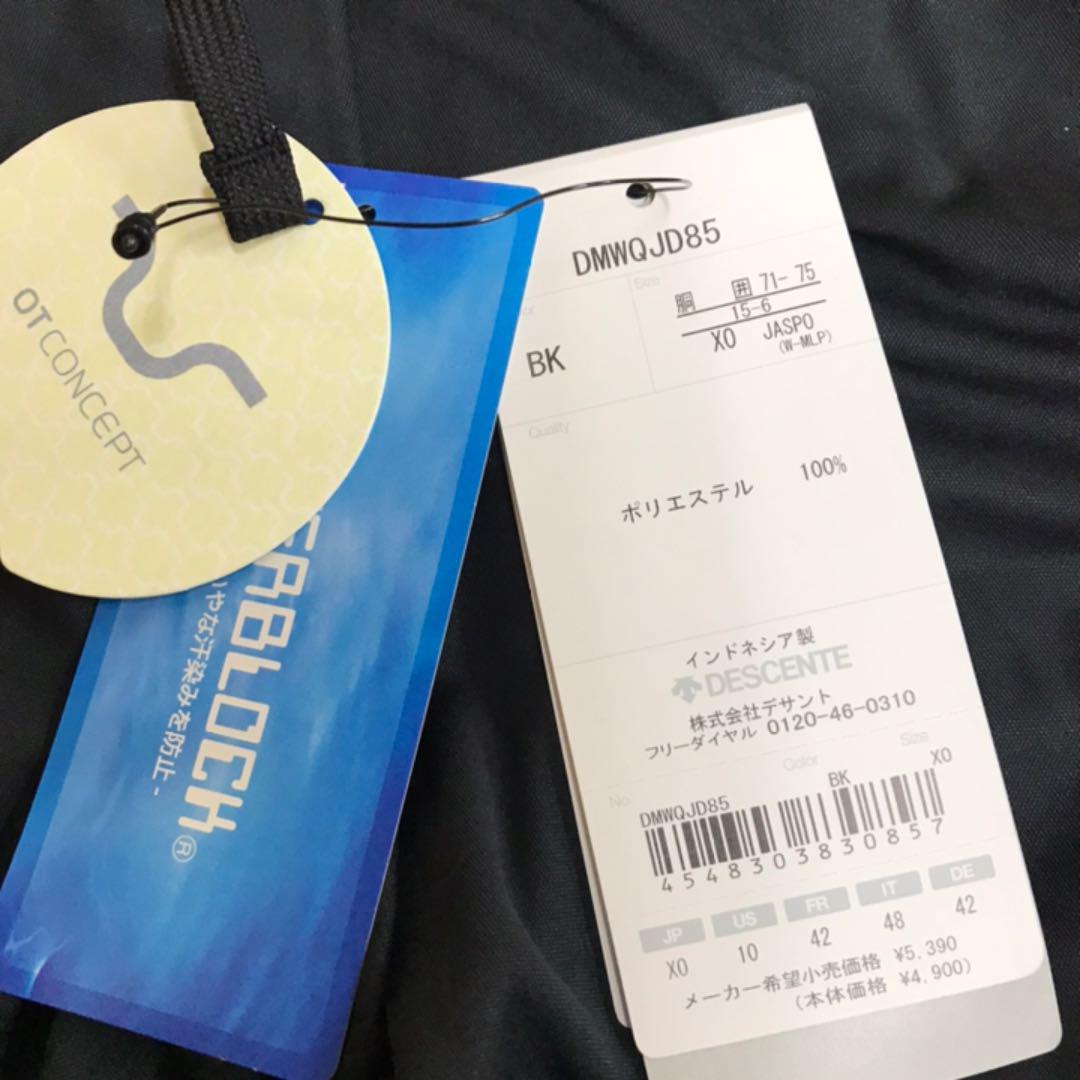 OTCONCEPT
ABLOCK®
やな汗染みを防止 -
DMWQJD85
Size
胴 囲 71- 75
15-6
BK
XO JASPO
(W-MLP)
Quality
ポリエステル 100%
インドネシア製
DESCENTE
株式会社デサント
フリーダイヤル 0120-46-0310
No. Color Size
DMWQJD85 BK XO
4548303830857
JP US FR IT DE
XO 10 42 48 42
メーカー希望小売価格 ¥5,390
(本体価格 ¥4,900)